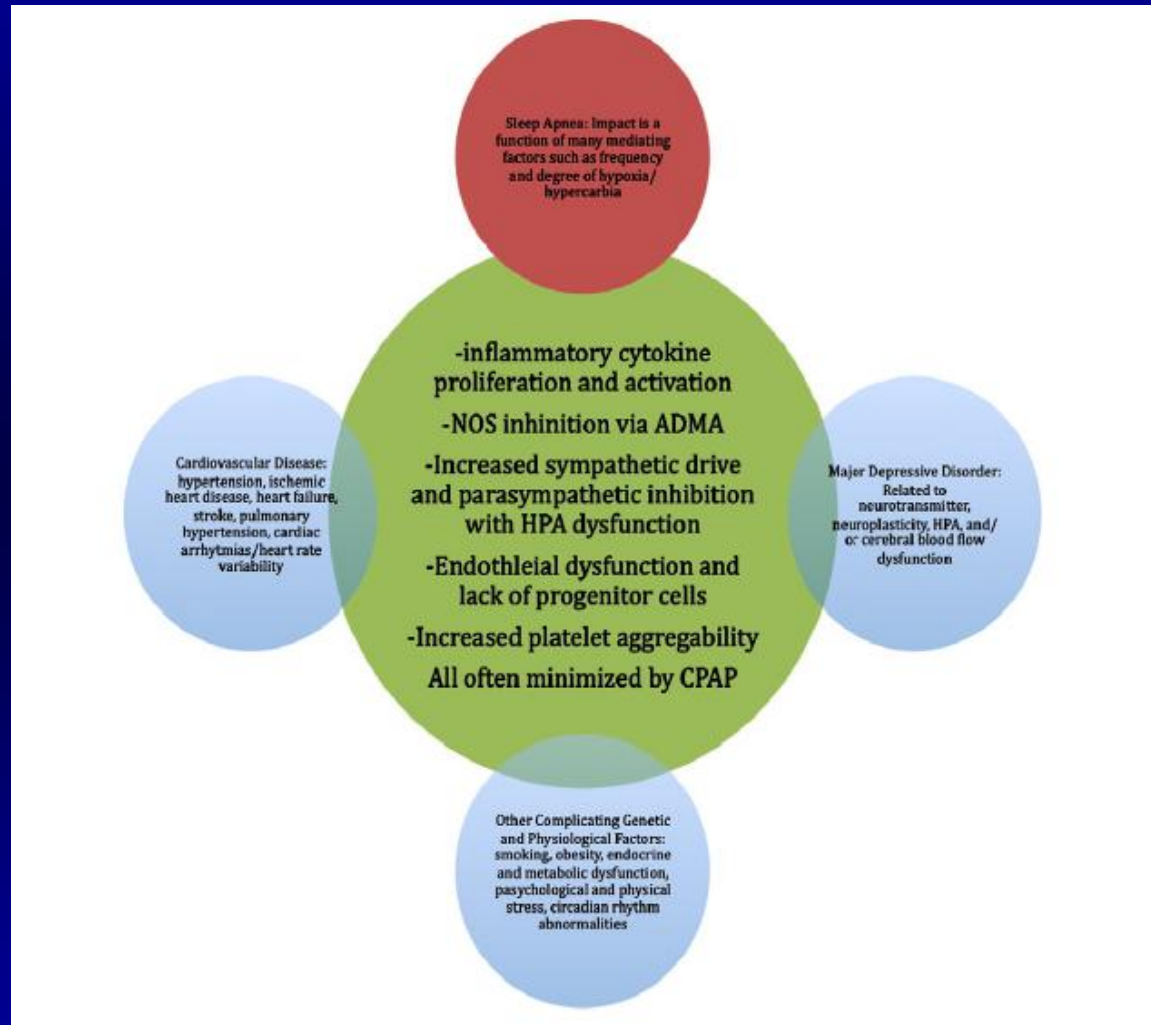 Sleep Apnea: Impact is a
function of many mediating
factors such as frequency
and degree of hypoxia/
hypercarbia
-inflammatory cytokine
proliferation and activation
-NOS inhinition via ADMA
-Increased sympathetic drive
and parasympathetic inhibition
with HPA dysfunction
-Endothleial dysfunction and
lack of progenitor cells
-Increased platelet aggregability
All often minimized by CPAP
Cardiovascular Disease:
hypertension, ischemic
heart disease, heart failure,
stroke, pulmonary
hypertension, cardiac
arrhytmias/heart rate
variability
Major Depressive Disorder:
Related to
neurotransmitter,
neuroplasticity, HPA, and/
or cerebral blood flow
dysfunction
Other Complicating Genetic
and Physiological Factors:
smoking, obesity, endocrine
and metabolic dysfunction,
pasychological and physical
stress, circadian rhythm
abnormalities